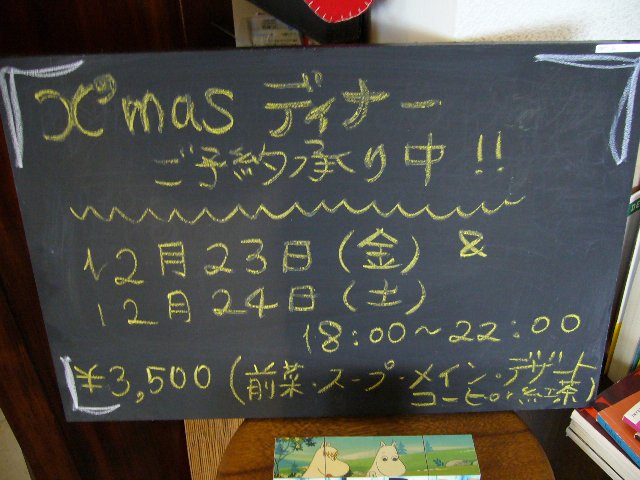 X'mas ディナー
ご予約承り中!!
12月23日(金) &
12月24日(土)
18:00～22:00
¥3,500(前菜・スープ・メイン・デザート
コーヒor紅茶)